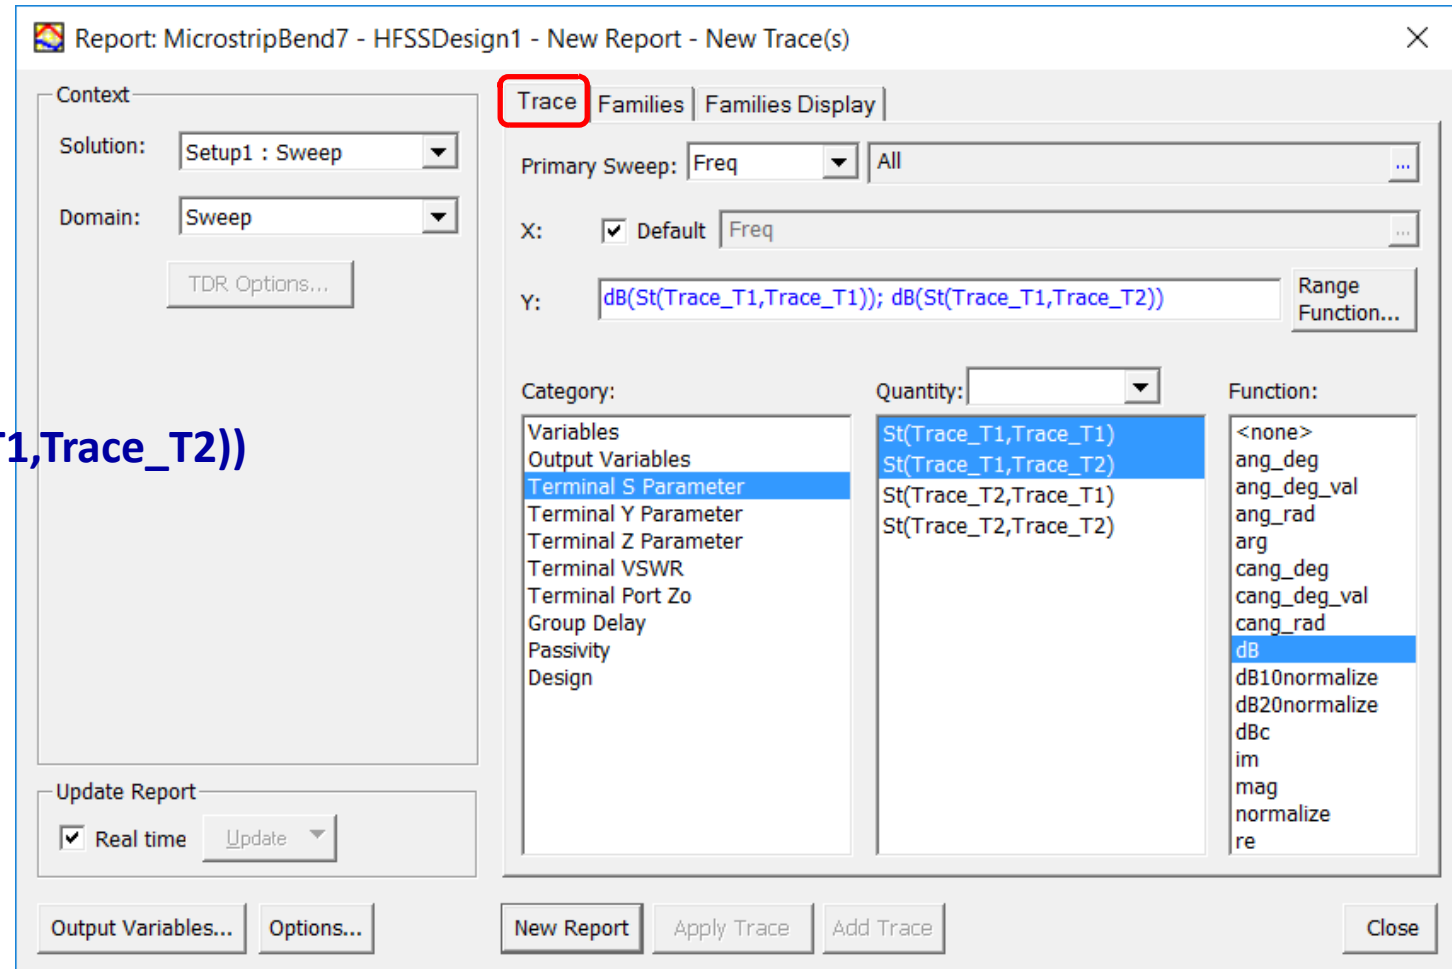 Report: MicrostripBend7 - HFSSDesign1 - New Report - New Trace(s)
Context
Solution: Setup1 : Sweep
Domain: Sweep
TDR Options...
T1,Trace_T2))
Update Report
Real time Update
Output Variables... Options...
Trace Families Families Display
Primary Sweep: Freq All ...
X: Default Freq ...
Y: dB(St(Trace_T1,Trace_T1)); dB(St(Trace_T1,Trace_T2))
Range
Function...
Category:
Variables
Output Variables
Terminal S Parameter
Terminal Y Parameter
Terminal Z Parameter
Terminal VSWR
Terminal Port Zo
Group Delay
Passivity
Design
Quantity:
St(Trace_T1,Trace_T1)
St(Trace_T1,Trace_T2)
St(Trace_T2,Trace_T1)
St(Trace_T2,Trace_T2)
Function:
<none>
ang_deg
ang_deg_val
ang_rad
arg
cang_deg
cang_deg_val
cang_rad
dB
dB10normalize
dB20normalize
dBc
im
mag
normalize
re
New Report Apply Trace Add Trace Close